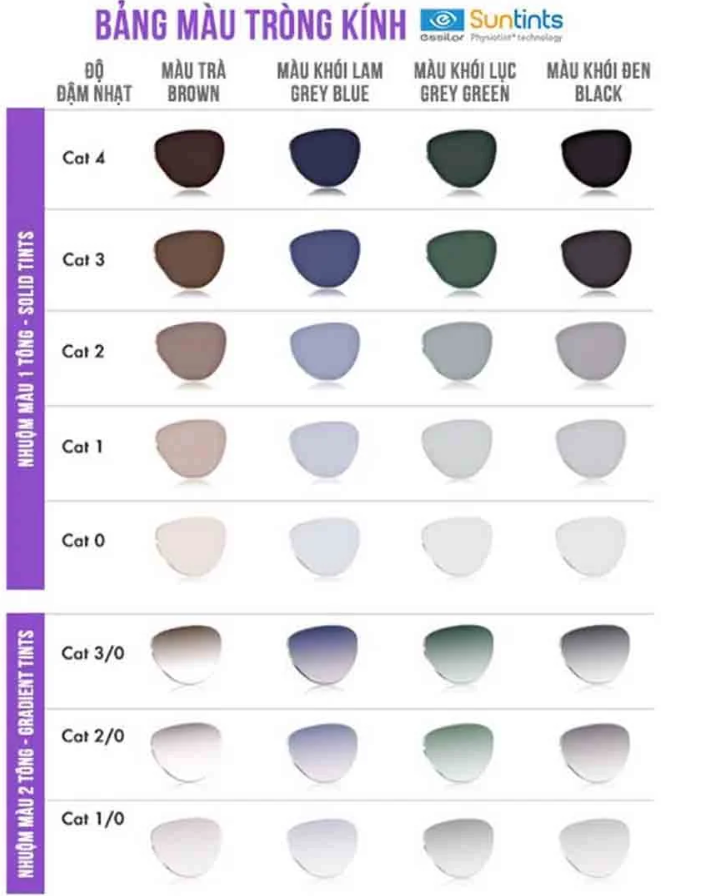 BẢNG MÀU TRÒNG KÍNH
essilor
Suntints
Physiotint® technology
ĐỘ
ĐẬM NHẠT
MÀU TRÀ
BROWN
MÀU KHÓI LAM
GREY BLUE
MÀU KHÓI LỤC
GREY GREEN
MÀU KHÓI ĐEN
BLACK
NHUỘM MÀU 1 TÔNG - SOLID TINTS
Cat 4
Cat 3
Cat 2
Cat 1
Cat 0
NHUỘM MÀU 2 TÔNG - GRADIENT TINTS
Cat 3/0
Cat 2/0
Cat 1/0